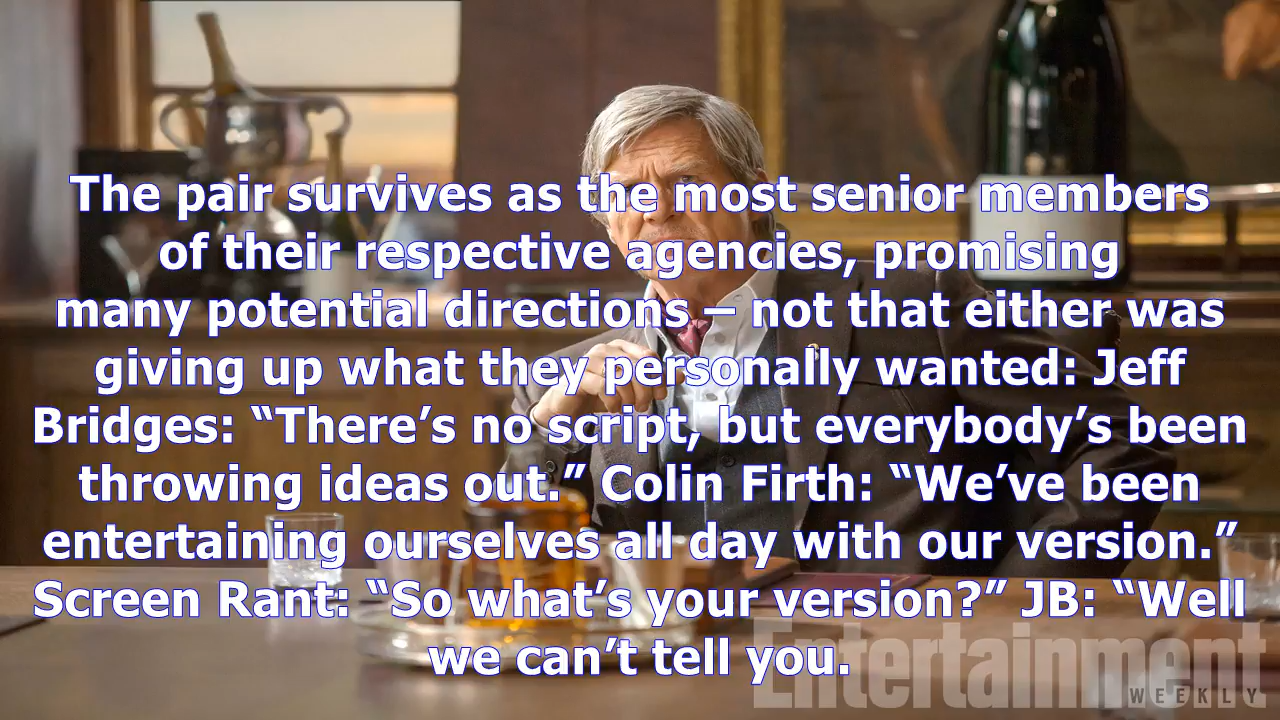 The pair survives as the most senior members
of their respective agencies, promising
many potential directions – not that either was
giving up what they personally wanted: Jeff
Bridges: “There’s no script, but everybody’s been
throwing ideas out.” Colin Firth: “We’ve been
entertaining ourselves all day with our version.”
Screen Rant: “So what’s your version?” JB: “Well
we can’t tell you.
Entertainment
WEEKLY